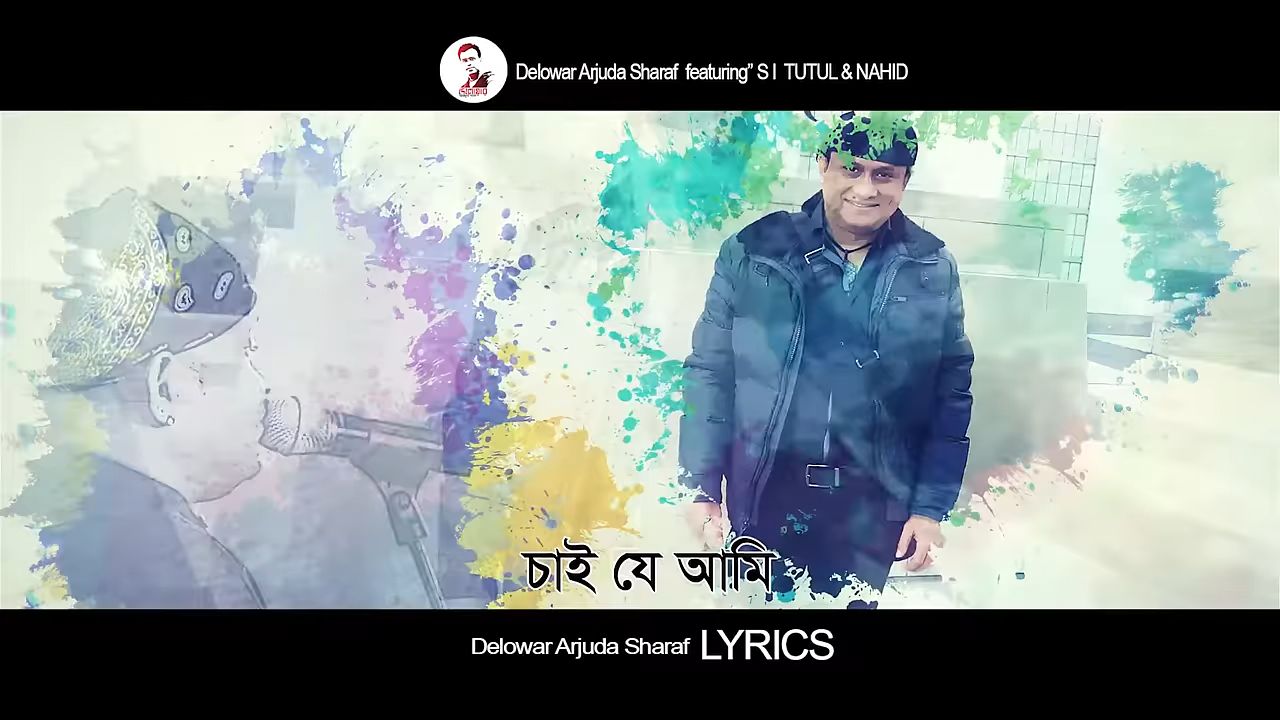 Delowar Arjuda Sharaf featuring” S I TUTUL & NAHID
চাই যে আমি
Delowar Arjuda Sharaf LYRICS